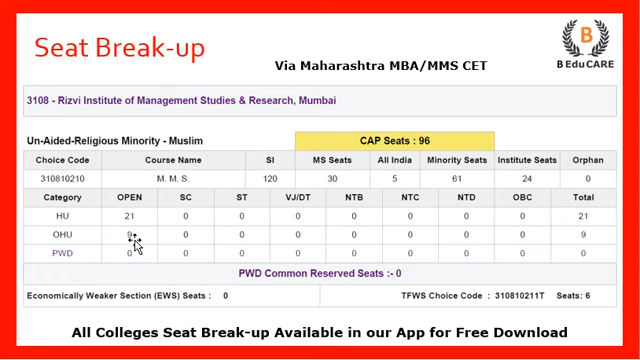 Seat Break-up
B
B EduCARE
Via Maharashtra MBA/MMS CET
3108 - Rizvi Institute of Management Studies & Research, Mumbai
Un-Aided-Religious Minority - Muslim CAP Seats : 96
Choice Code Course Name SI MS Seats All India Minority Seats Institute Seats Orphan
310810210 M. M. S. 120 30 5 61 24 0
Category OPEN SC ST VJ/DT NTB NTC NTD OBC Total
HU 21 0 0 0 0 0 0 0 21
OHU 9 0 0 0 0 0 0 0 9
PWD 0 0 0 0 0 0 0 0 0
PWD Common Reserved Seats :- 0
Economically Weaker Section (EWS) Seats : 0 TFWS Choice Code : 310810211T Seats: 6
All Colleges Seat Break-up Available in our App for Free Download